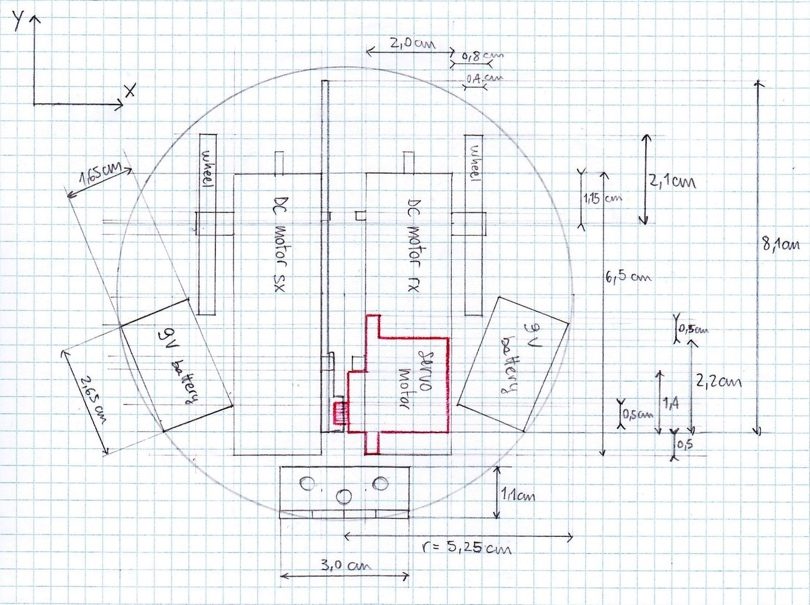 Y
X
2,0 cm
0,8 cm
0,4 cm
1,65 cm
wheel
wheel
DC motor sx
DC motor rx
1,15 cm
2,1 cm
6,5 cm
8,1 cm
9V battery
9V battery
servo motor
0,5 cm
2,2 cm
1,4
0,5 cm
0,5
2,65 cm
1,1 cm
r = 5,25 cm
3,0 cm